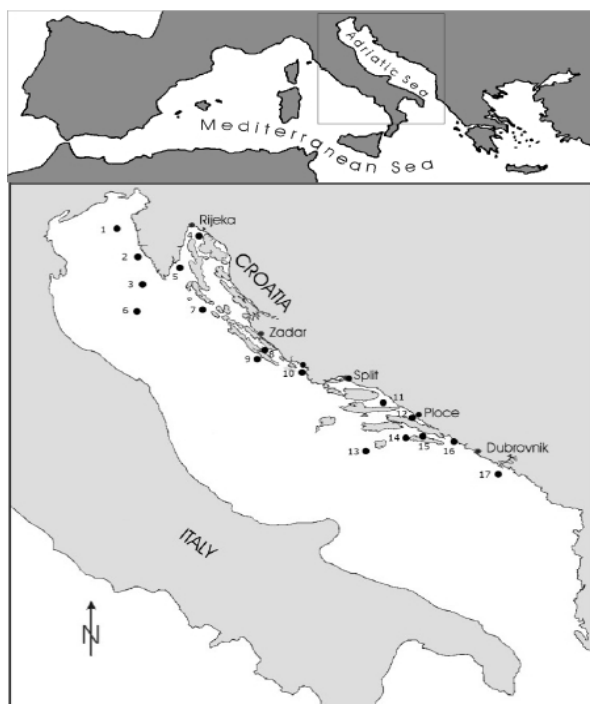 Adriatic Sea
Mediterranean Sea
Rijeka
1
4
2
CROATIA
5
3
6
7
Zadar
8
9
10
Split
11
12
Ploce
14
15
16
13
Dubrovnik
17
ITALY
N